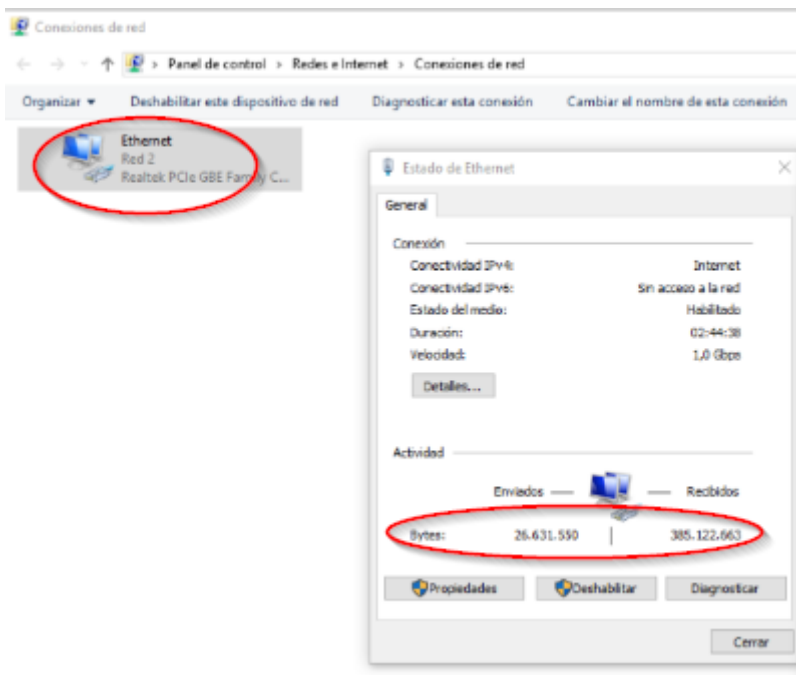 Conexiones de red
Panel de control > Redes e Internet > Conexiones de red
Organizar Deshabilitar este dispositivo de red Diagnosticar esta conexión Cambiar el nombre de esta conexión
Ethernet
Red 2
Realtek PCIe GBE Family C...
Estado de Ethernet
General
Conexión
Conectividad IPv4: Internet
Conectividad IPv6: Sin acceso a la red
Estado del medio: Habilitado
Duración: 02:44:38
Velocidad: 1,0 Gbps
Detalles...
Actividad
Enviados — — Recibidos
Bytes: 26.631.550 | 385.122.663
Propiedades Deshabilitar Diagnosticar
Cerrar